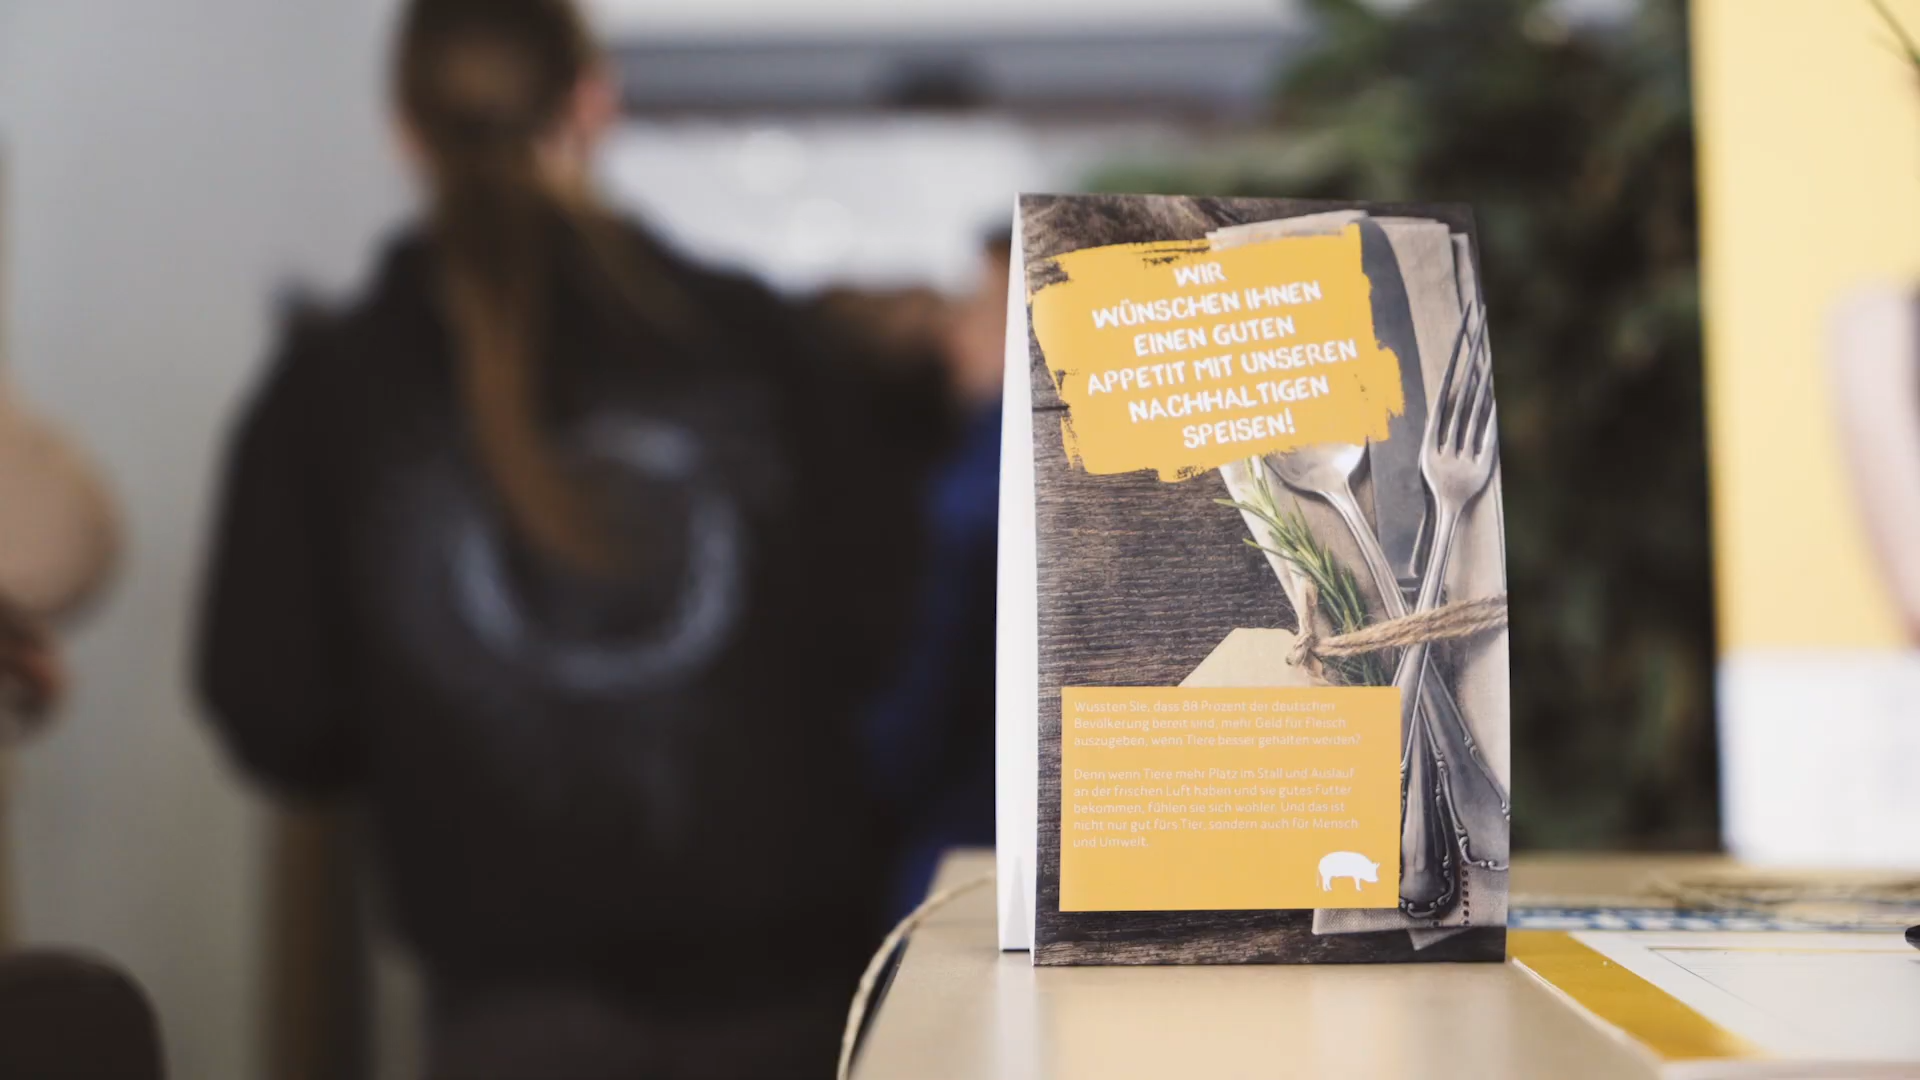 WIR
WÜNSCHEN IHNEN
EINEN GUTEN
APPETIT MIT UNSEREN
NACHHALTIGEN
SPEISEN!
Wussten Sie, dass 88 Prozent der deutschen
Bevölkerung bereit sind, mehr Geld für Fleisch
auszugeben, wenn Tiere besser gehalten werden?
Denn wenn Tiere mehr Platz im Stall und Auslauf
an der frischen Luft haben und sie gutes Futter
bekommen, fühlen sie sich wohler. Und das ist
nicht nur gut fürs Tier, sondern auch für Mensch
und Umwelt.